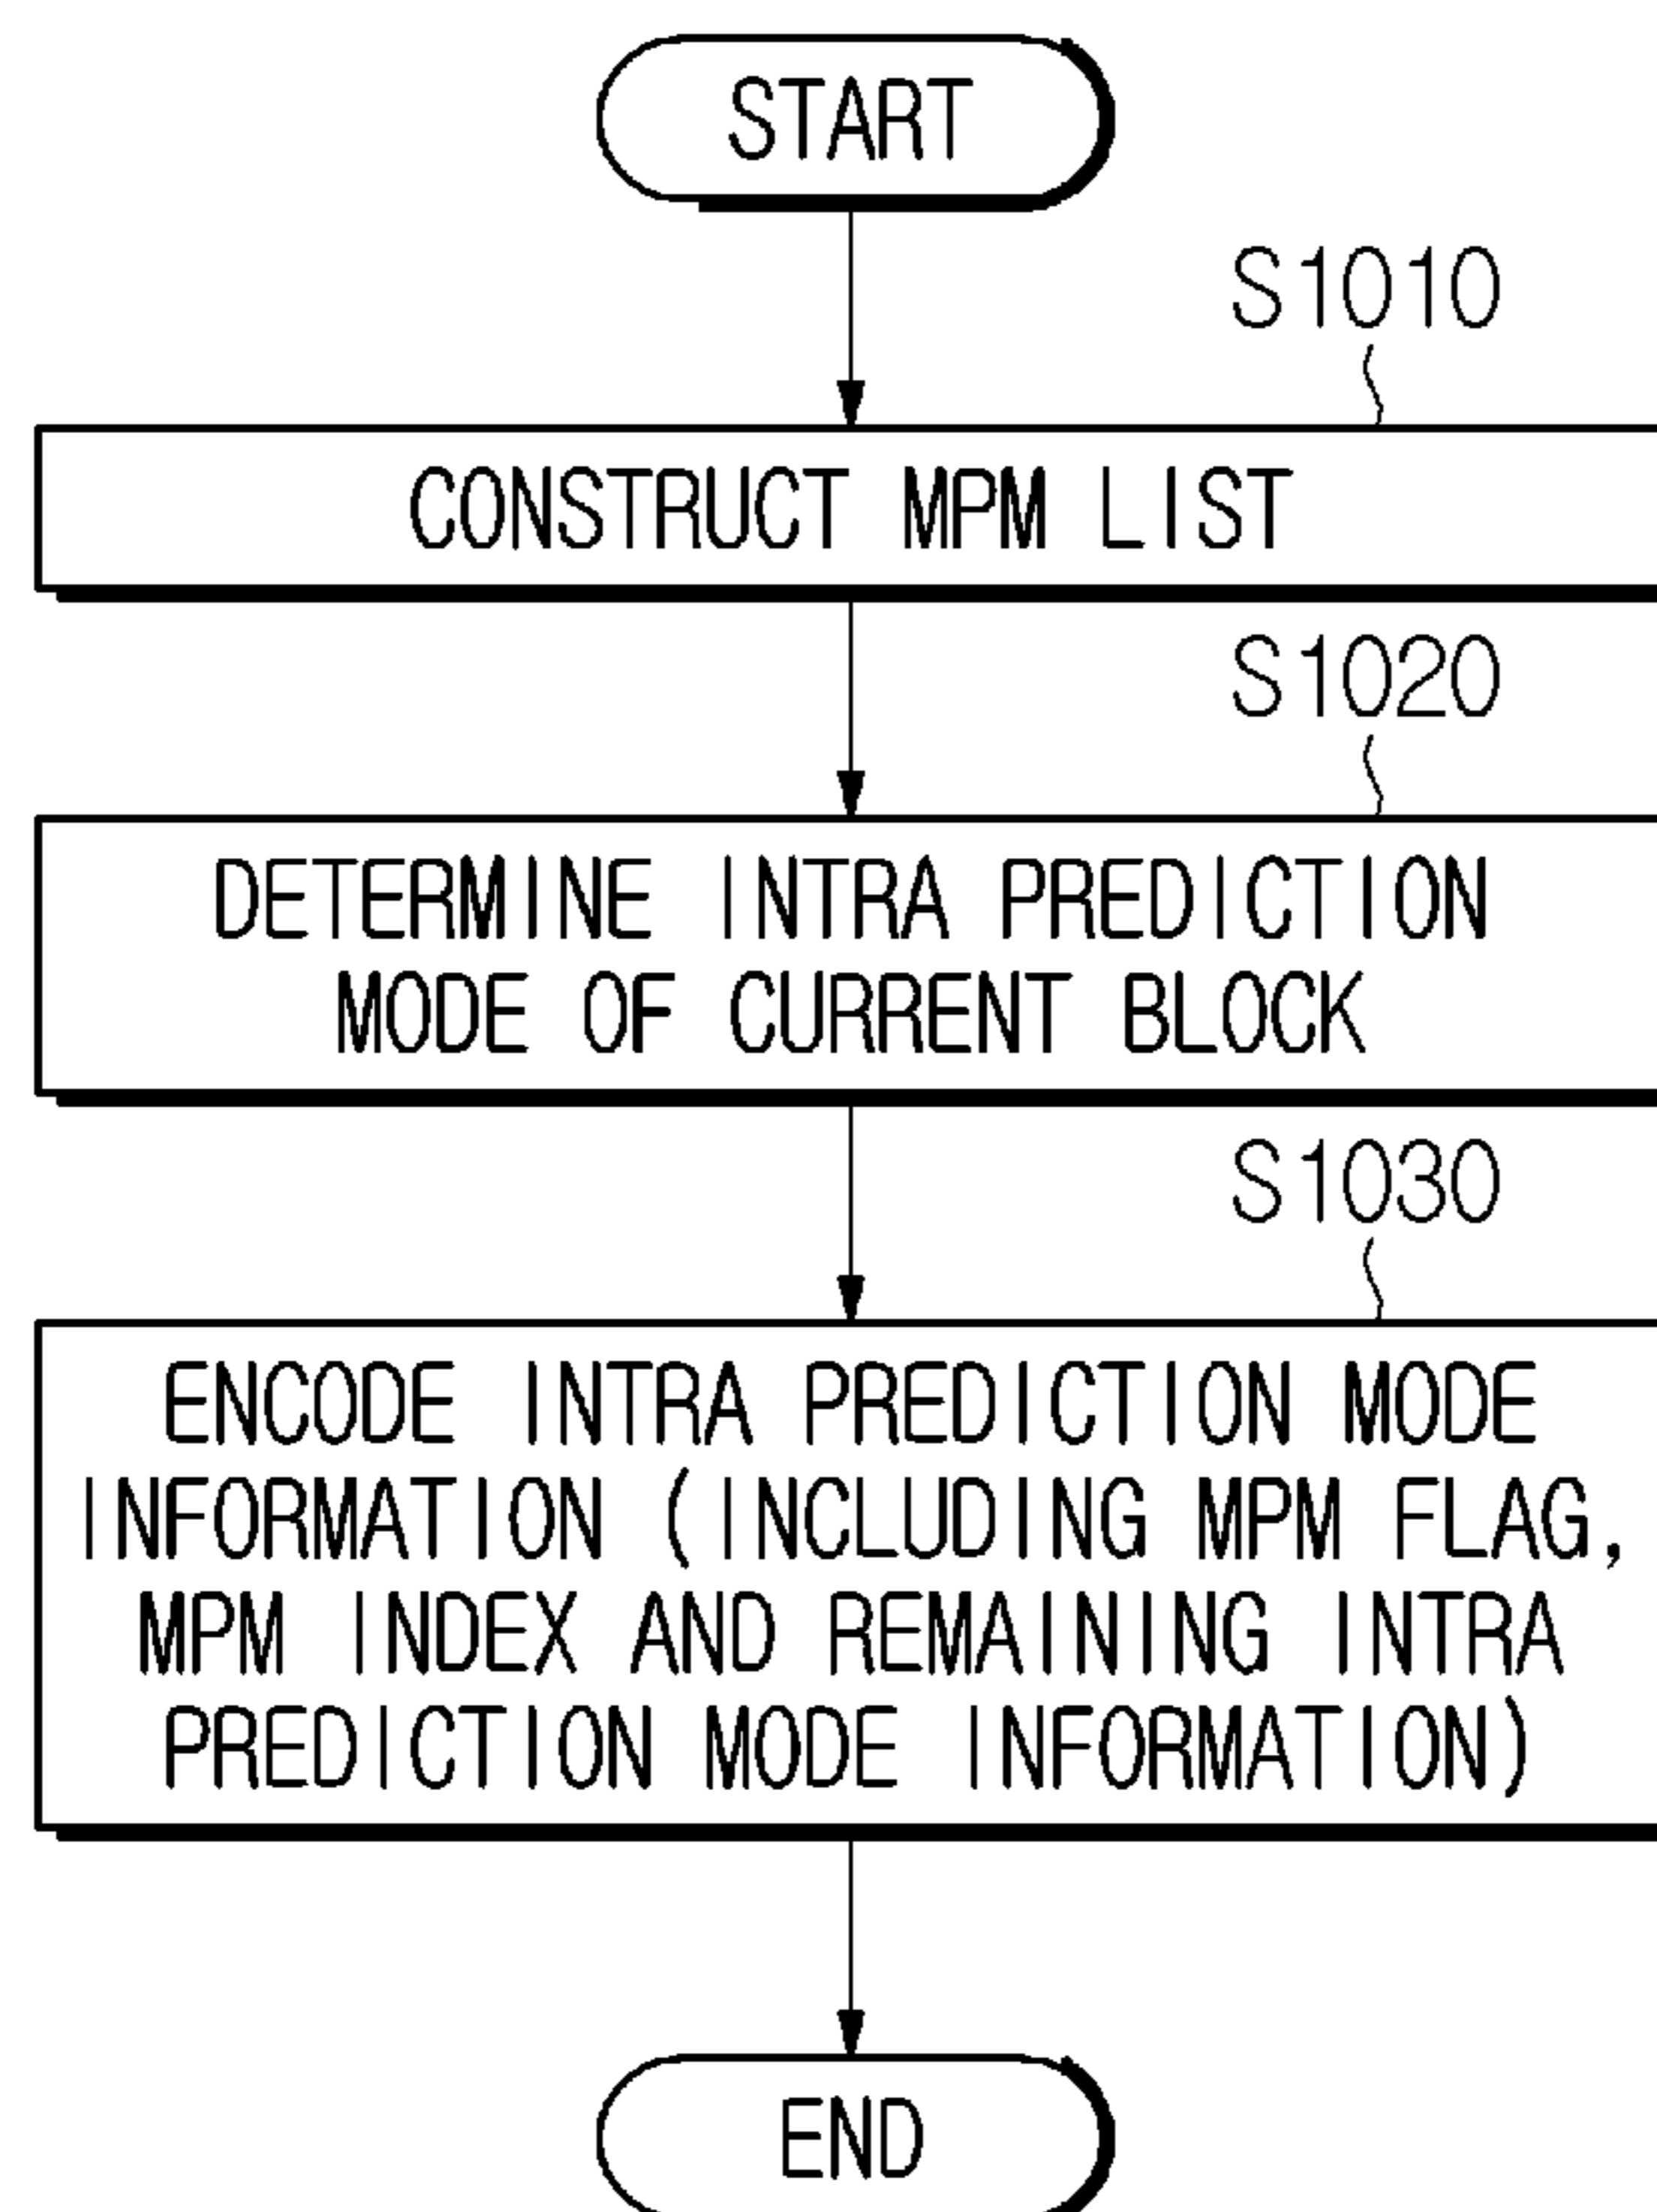 START
S1010
CONSTRUCT MPM LIST
S1020
DETERMINE INTRA PREDICTION
MODE OF CURRENT BLOCK
S1030
ENCODE INTRA PREDICTION MODE
INFORMATION (INCLUDING MPM FLAG,
MPM INDEX AND REMAINING INTRA
PREDICTION MODE INFORMATION)
END